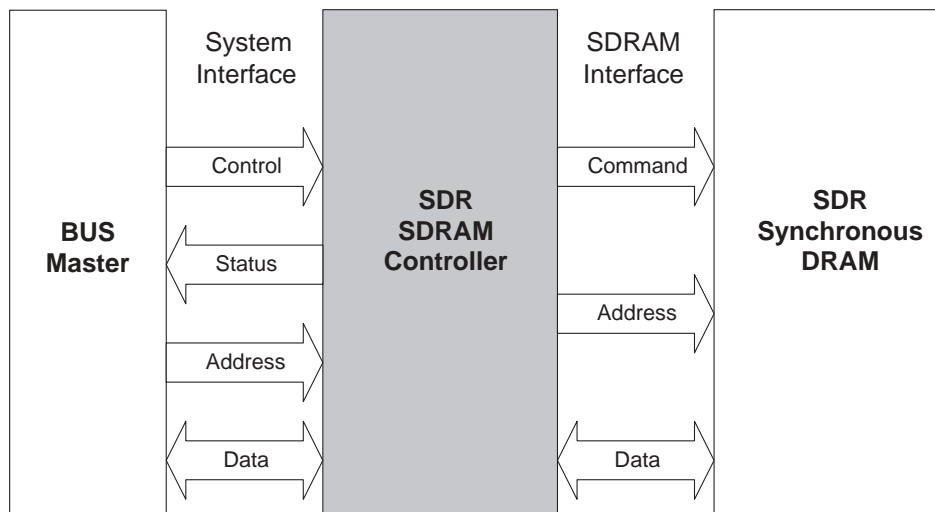 System
Interface
SDRAM
Interface
Control
Command
BUS
Master
SDR
SDRAM
Controller
SDR
Synchronous
DRAM
Status
Address
Address
Data
Data